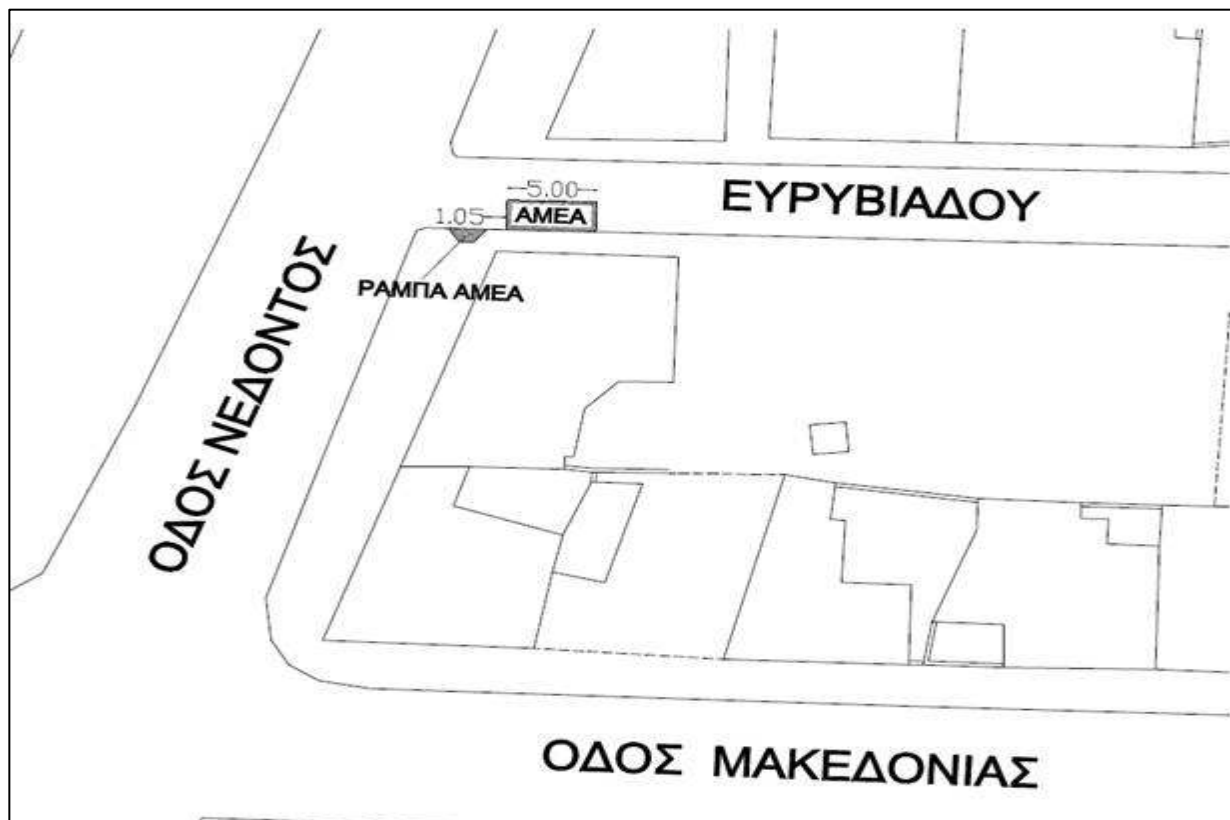 5.00
ΕΥΡΥΒΙΑΔΟΥ
1.05
ΑΜΕΑ
ΡΑΜΠΑ ΑΜΕΑ
ΟΔΟΣ ΝΕΔΟΝΤΟΣ
ΟΔΟΣ ΜΑΚΕΔΟΝΙΑΣ